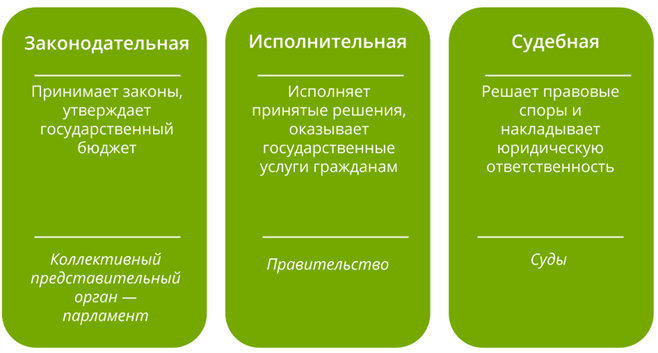 Законодательная
Принимает законы,
утверждает
государственный
бюджет
Коллективный
представительный
орган —
парламент
Исполнительная
Исполняет
принятые решения,
оказывает
государственные
услуги гражданам
Правительство
Судебная
Решает правовые
споры и
накладывает
юридическую
ответственность
Суды